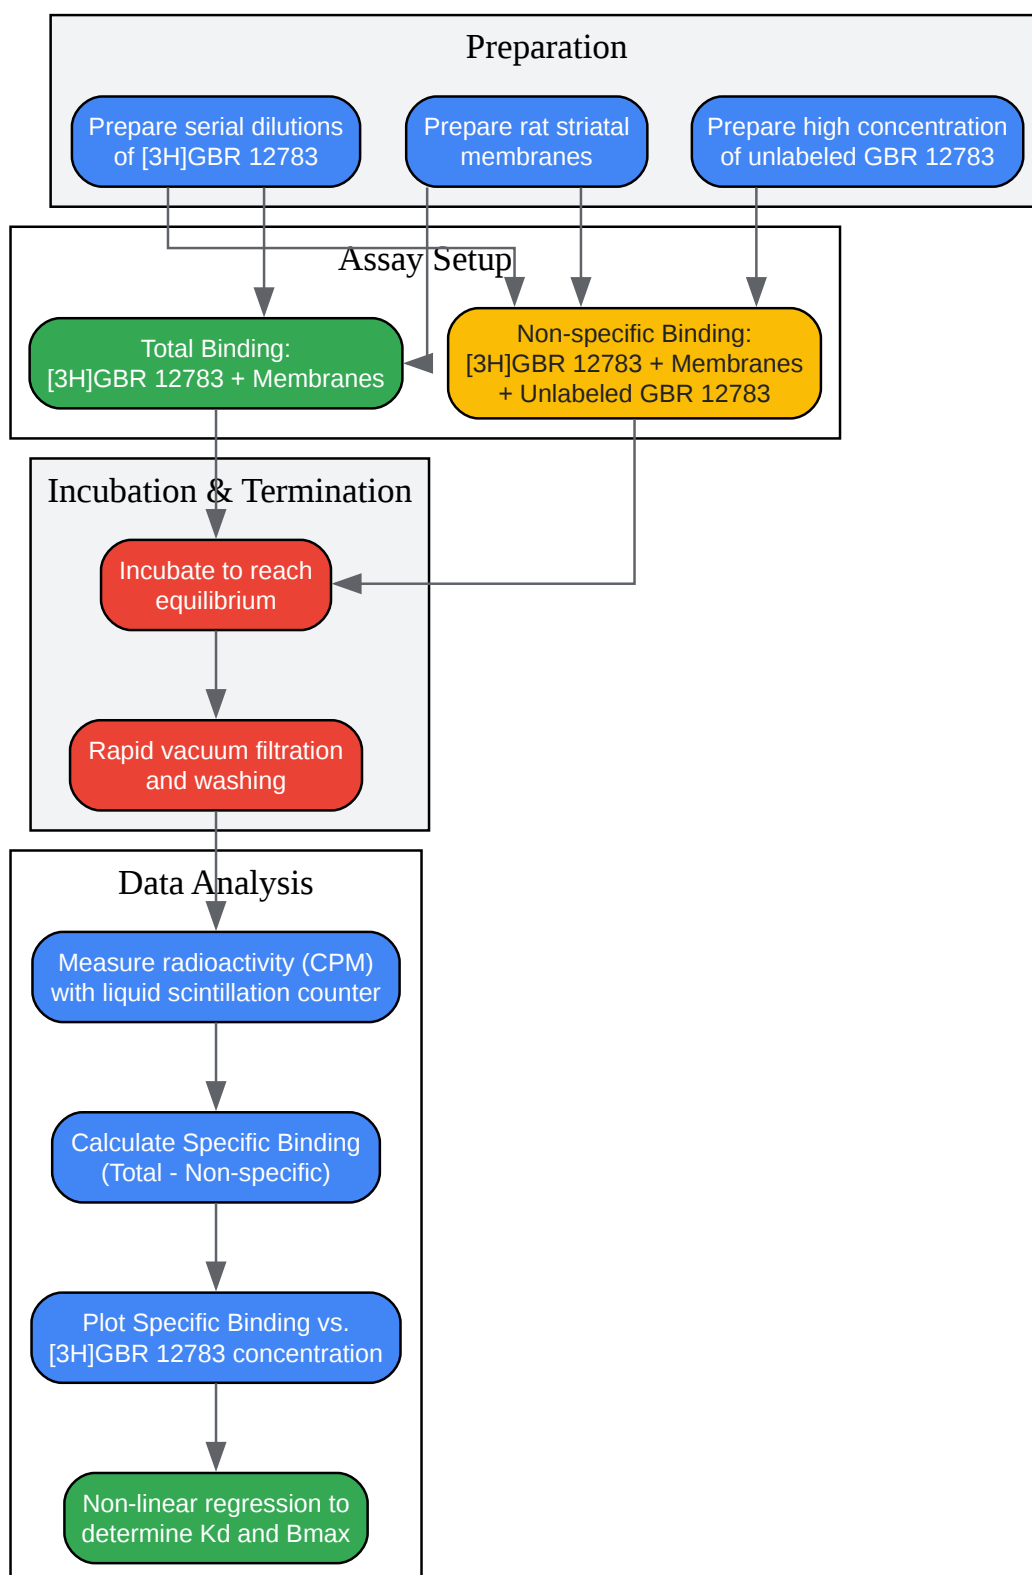 Preparation
Prepare serial dilutions
of [3H]GBR 12783
Prepare rat striatal
membranes
Prepare high concentration
of unlabeled GBR 12783
Assay Setup
Total Binding:
[3H]GBR 12783 + Membranes
Non-specific Binding:
[3H]GBR 12783 + Membranes
+ Unlabeled GBR 12783
Incubation & Termination
Incubate to reach
equilibrium
Rapid vacuum filtration
and washing
Data Analysis
Measure radioactivity (CPM)
with liquid scintillation counter
Calculate Specific Binding
(Total - Non-specific)
Plot Specific Binding vs.
[3H]GBR 12783 concentration
Non-linear regression to
determine Kd and Bmax